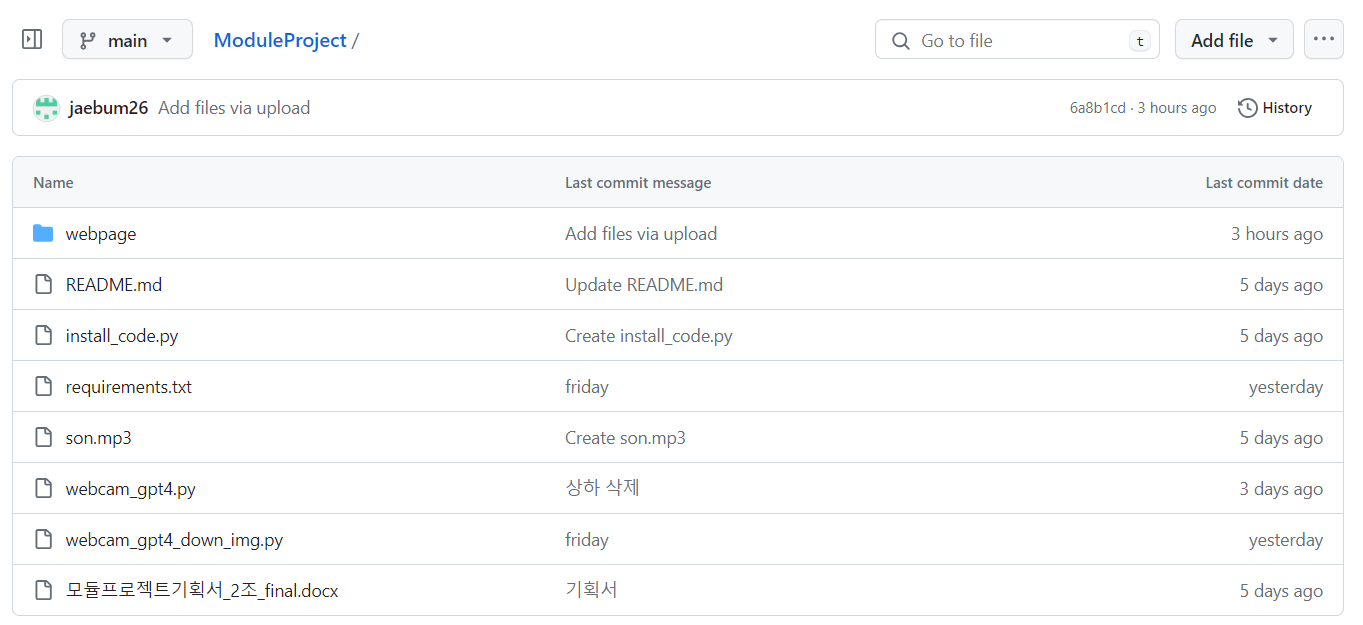 main ModuleProject / Go to file t Add file
jaebum26 Add files via upload 6a8b1cd · 3 hours ago History
Name Last commit message Last commit date
webpage Add files via upload 3 hours ago
README.md Update README.md 5 days ago
install_code.py Create install_code.py 5 days ago
requirements.txt friday yesterday
son.mp3 Create son.mp3 5 days ago
webcam_gpt4.py 상하 삭제 3 days ago
webcam_gpt4_down_img.py friday yesterday
모듈프로젝트기획서_2조_final.docx 기획서 5 days ago